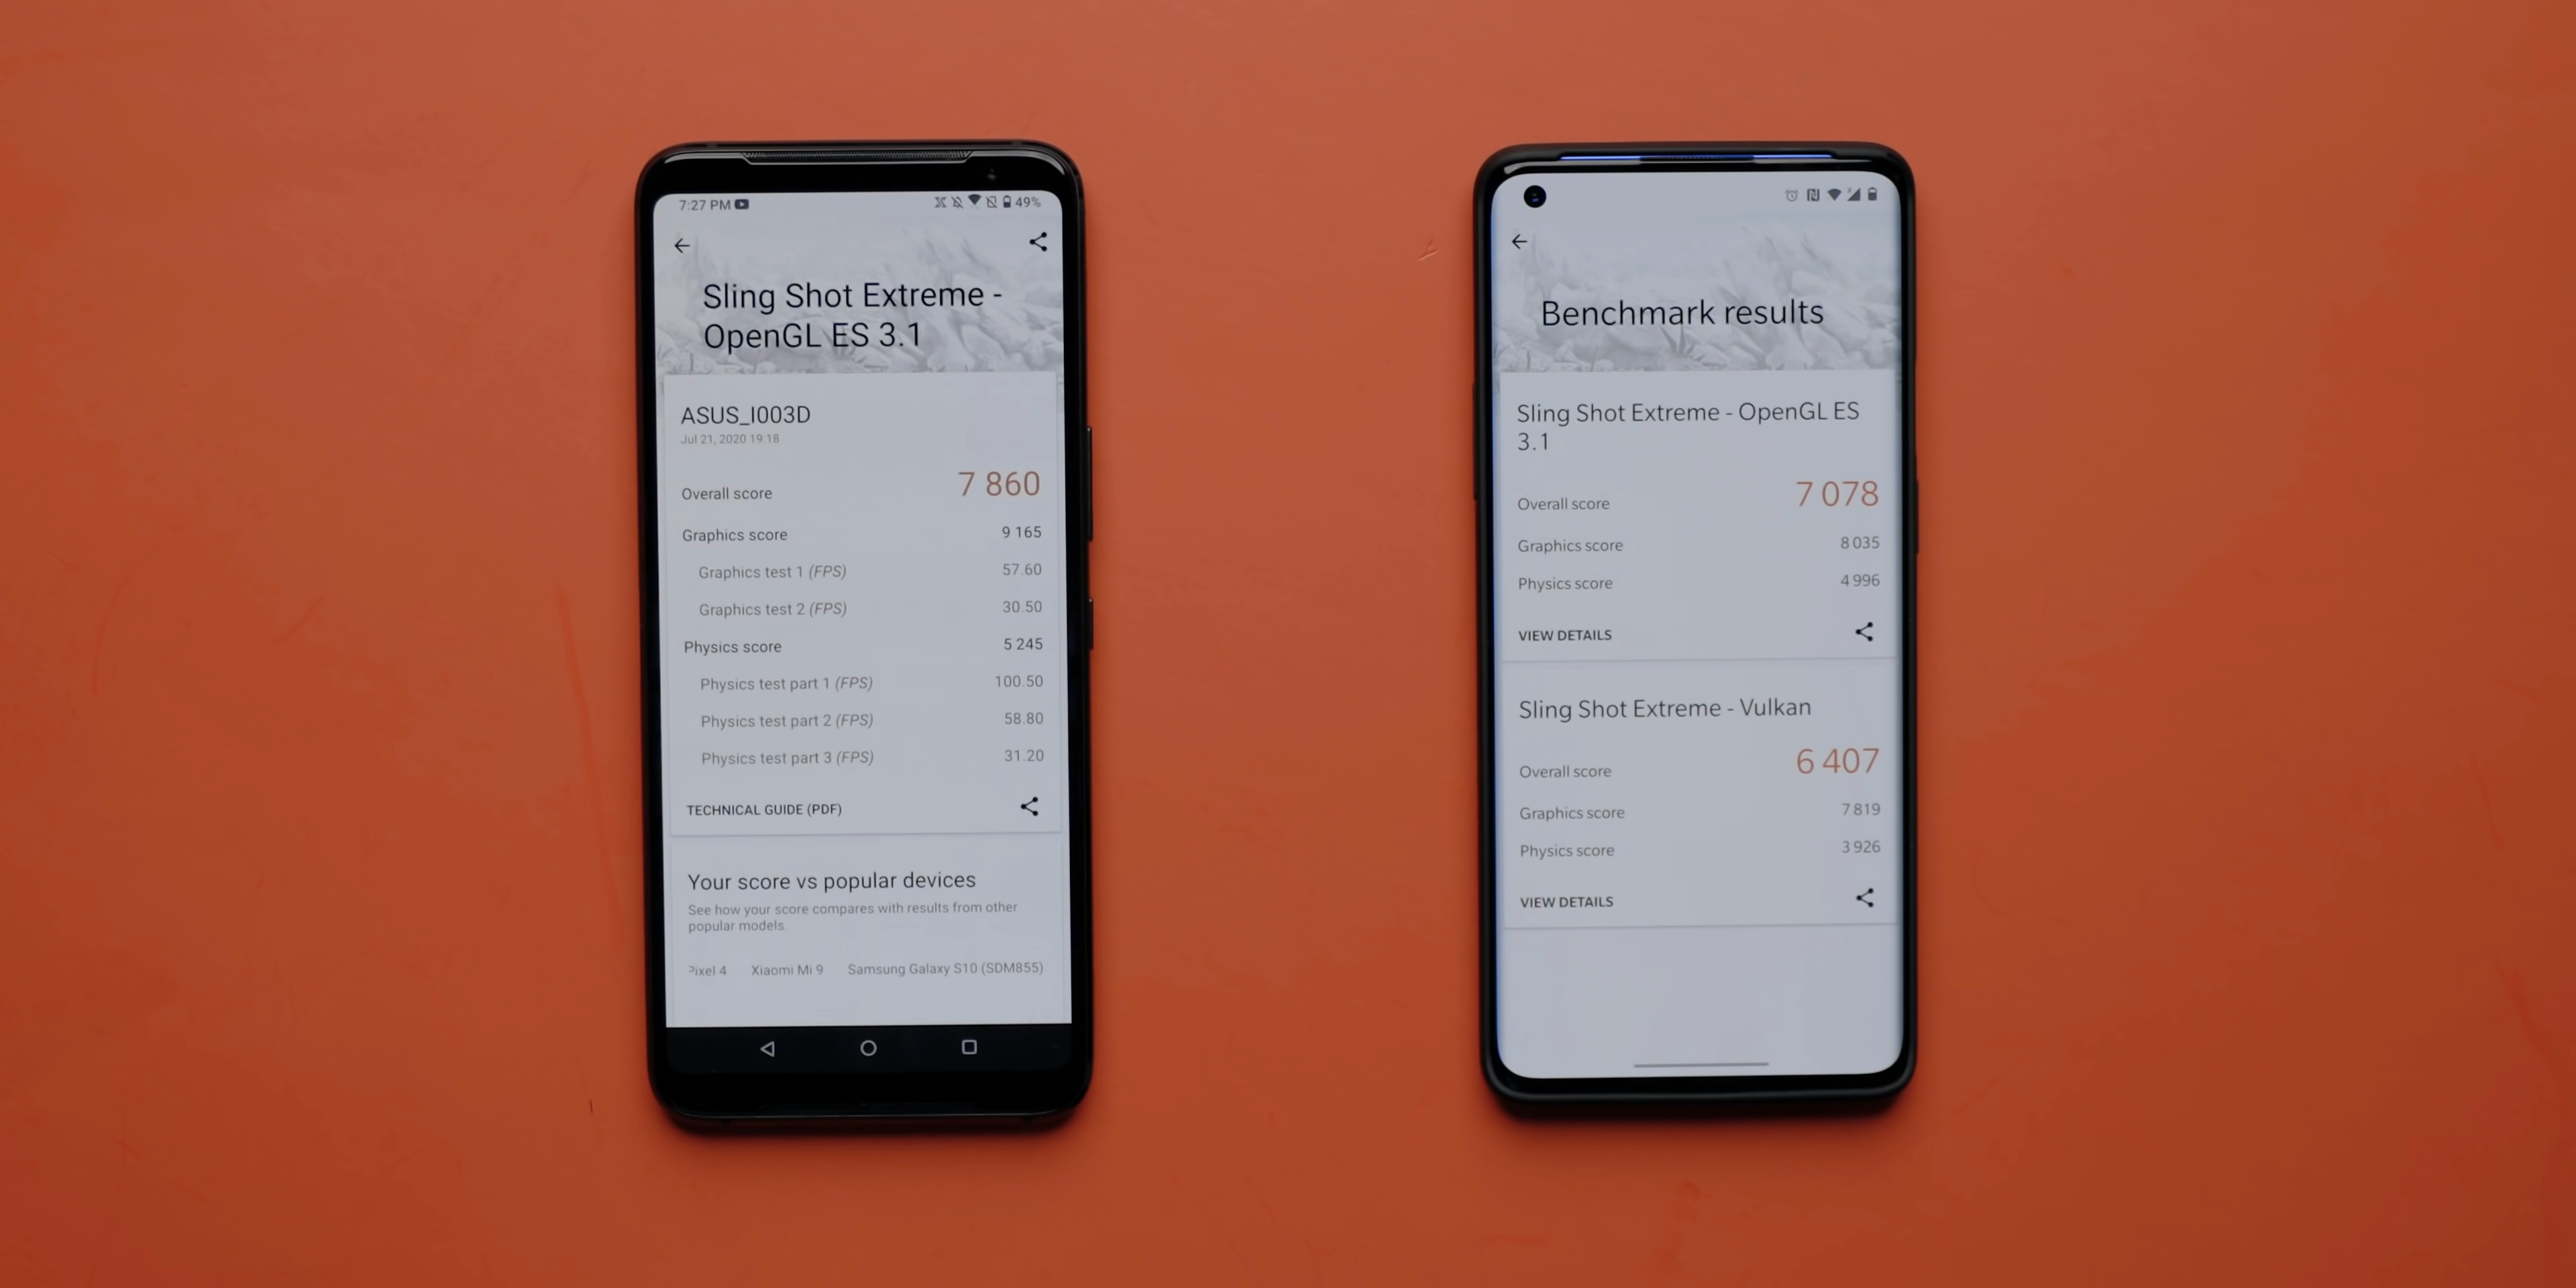 7:27 PM
49%
Sling Shot Extreme -
OpenGL ES 3.1
ASUS_I003D
Jul 21, 2020 19:18
Overall score 7 860
Graphics score 9 165
Graphics test 1 (FPS) 57.60
Graphics test 2 (FPS) 30.50
Physics score 5 245
Physics test part 1 (FPS) 100.50
Physics test part 2 (FPS) 58.80
Physics test part 3 (FPS) 31.20
TECHNICAL GUIDE (PDF)
Your score vs popular devices
See how your score compares with results from other
popular models.
Pixel 4 Xiaomi Mi 9 Samsung Galaxy S10 (SDM855)
Benchmark results
Sling Shot Extreme - OpenGL ES
3.1
Overall score 7 078
Graphics score 8 035
Physics score 4 996
VIEW DETAILS
Sling Shot Extreme - Vulkan
Overall score 6 407
Graphics score 7 819
Physics score 3 926
VIEW DETAILS